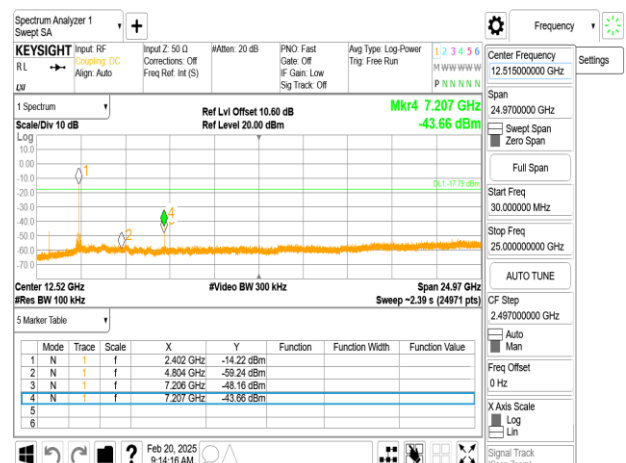 Spectrum Analyzer 1
Swept SA
Frequency
KEYSIGHT
RL
LXI
Input: RF
Coupling: DC
Align: Auto
Input Z: 50 Ω
Corrections: Off
Freq Ref: Int (S)
#Atten: 20 dB
PNO: Fast
Gate: Off
IF Gain: Low
Sig Track: Off
Avg Type: Log-Power
Trig: Free Run
1 2 3 4 5 6
M W W W W W
P N N N N N
Center Frequency
12.515000000 GHz
Settings
Span
24.9700000 GHz
Swept Span
Zero Span
Full Span
Start Freq
30.000000 MHz
Stop Freq
25.000000000 GHz
AUTO TUNE
CF Step
2.497000000 GHz
Auto
Man
Freq Offset
0 Hz
X Axis Scale
Log
Lin
Signal Track
1 Spectrum
Scale/Div 10 dB
Ref Lvl Offset 10.60 dB
Ref Level 20.00 dBm
Mkr4 7.207 GHz
-43.66 dBm
Log
10.0
0.00
-10.0
-20.0
-30.0
-40.0
-50.0
-60.0
-70.0
1
2
4
DL1 -17.79 dBm
Center 12.52 GHz
#Res BW 100 kHz
#Video BW 300 kHz
Span 24.97 GHz
Sweep ~2.39 s (24971 pts)
5 Marker Table
Mode Trace Scale X Y Function Function Width Function Value
1 N 1 f 2.402 GHz -14.22 dBm
2 N 1 f 4.804 GHz -59.24 dBm
3 N 1 f 7.206 GHz -48.16 dBm
4 N 1 f 7.207 GHz -43.66 dBm
5
6
?
Feb 20, 2025
9:14:16 AM